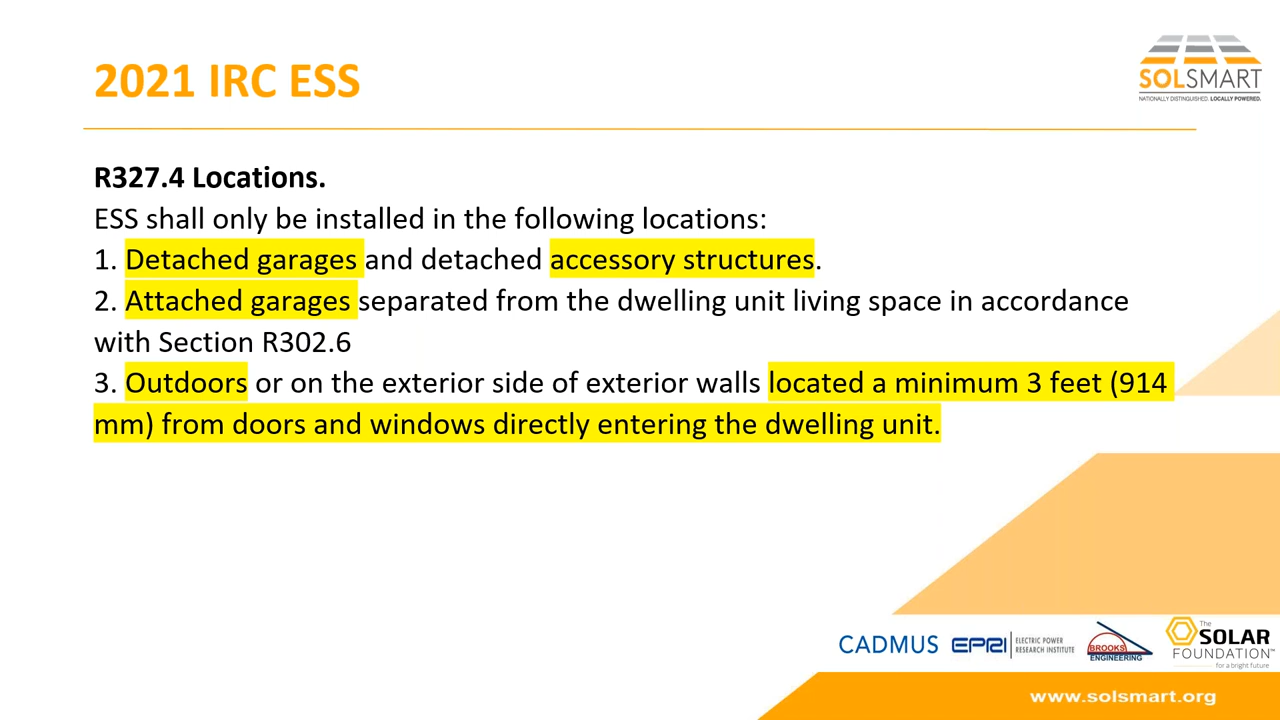 2021 IRC ESS
SOLSMART
NATIONALLY DISTINGUISHED. LOCALLY POWERED.
R327.4 Locations.
ESS shall only be installed in the following locations:
1. Detached garages and detached accessory structures.
2. Attached garages separated from the dwelling unit living space in accordance
with Section R302.6
3. Outdoors or on the exterior side of exterior walls located a minimum 3 feet (914
mm) from doors and windows directly entering the dwelling unit.
CADMUS
EPRI
ELECTRIC POWER
RESEARCH INSTITUTE
BROOKS
ENGINEERING
The
SOLAR
FOUNDATION™
for a bright future
www.solsmart.org